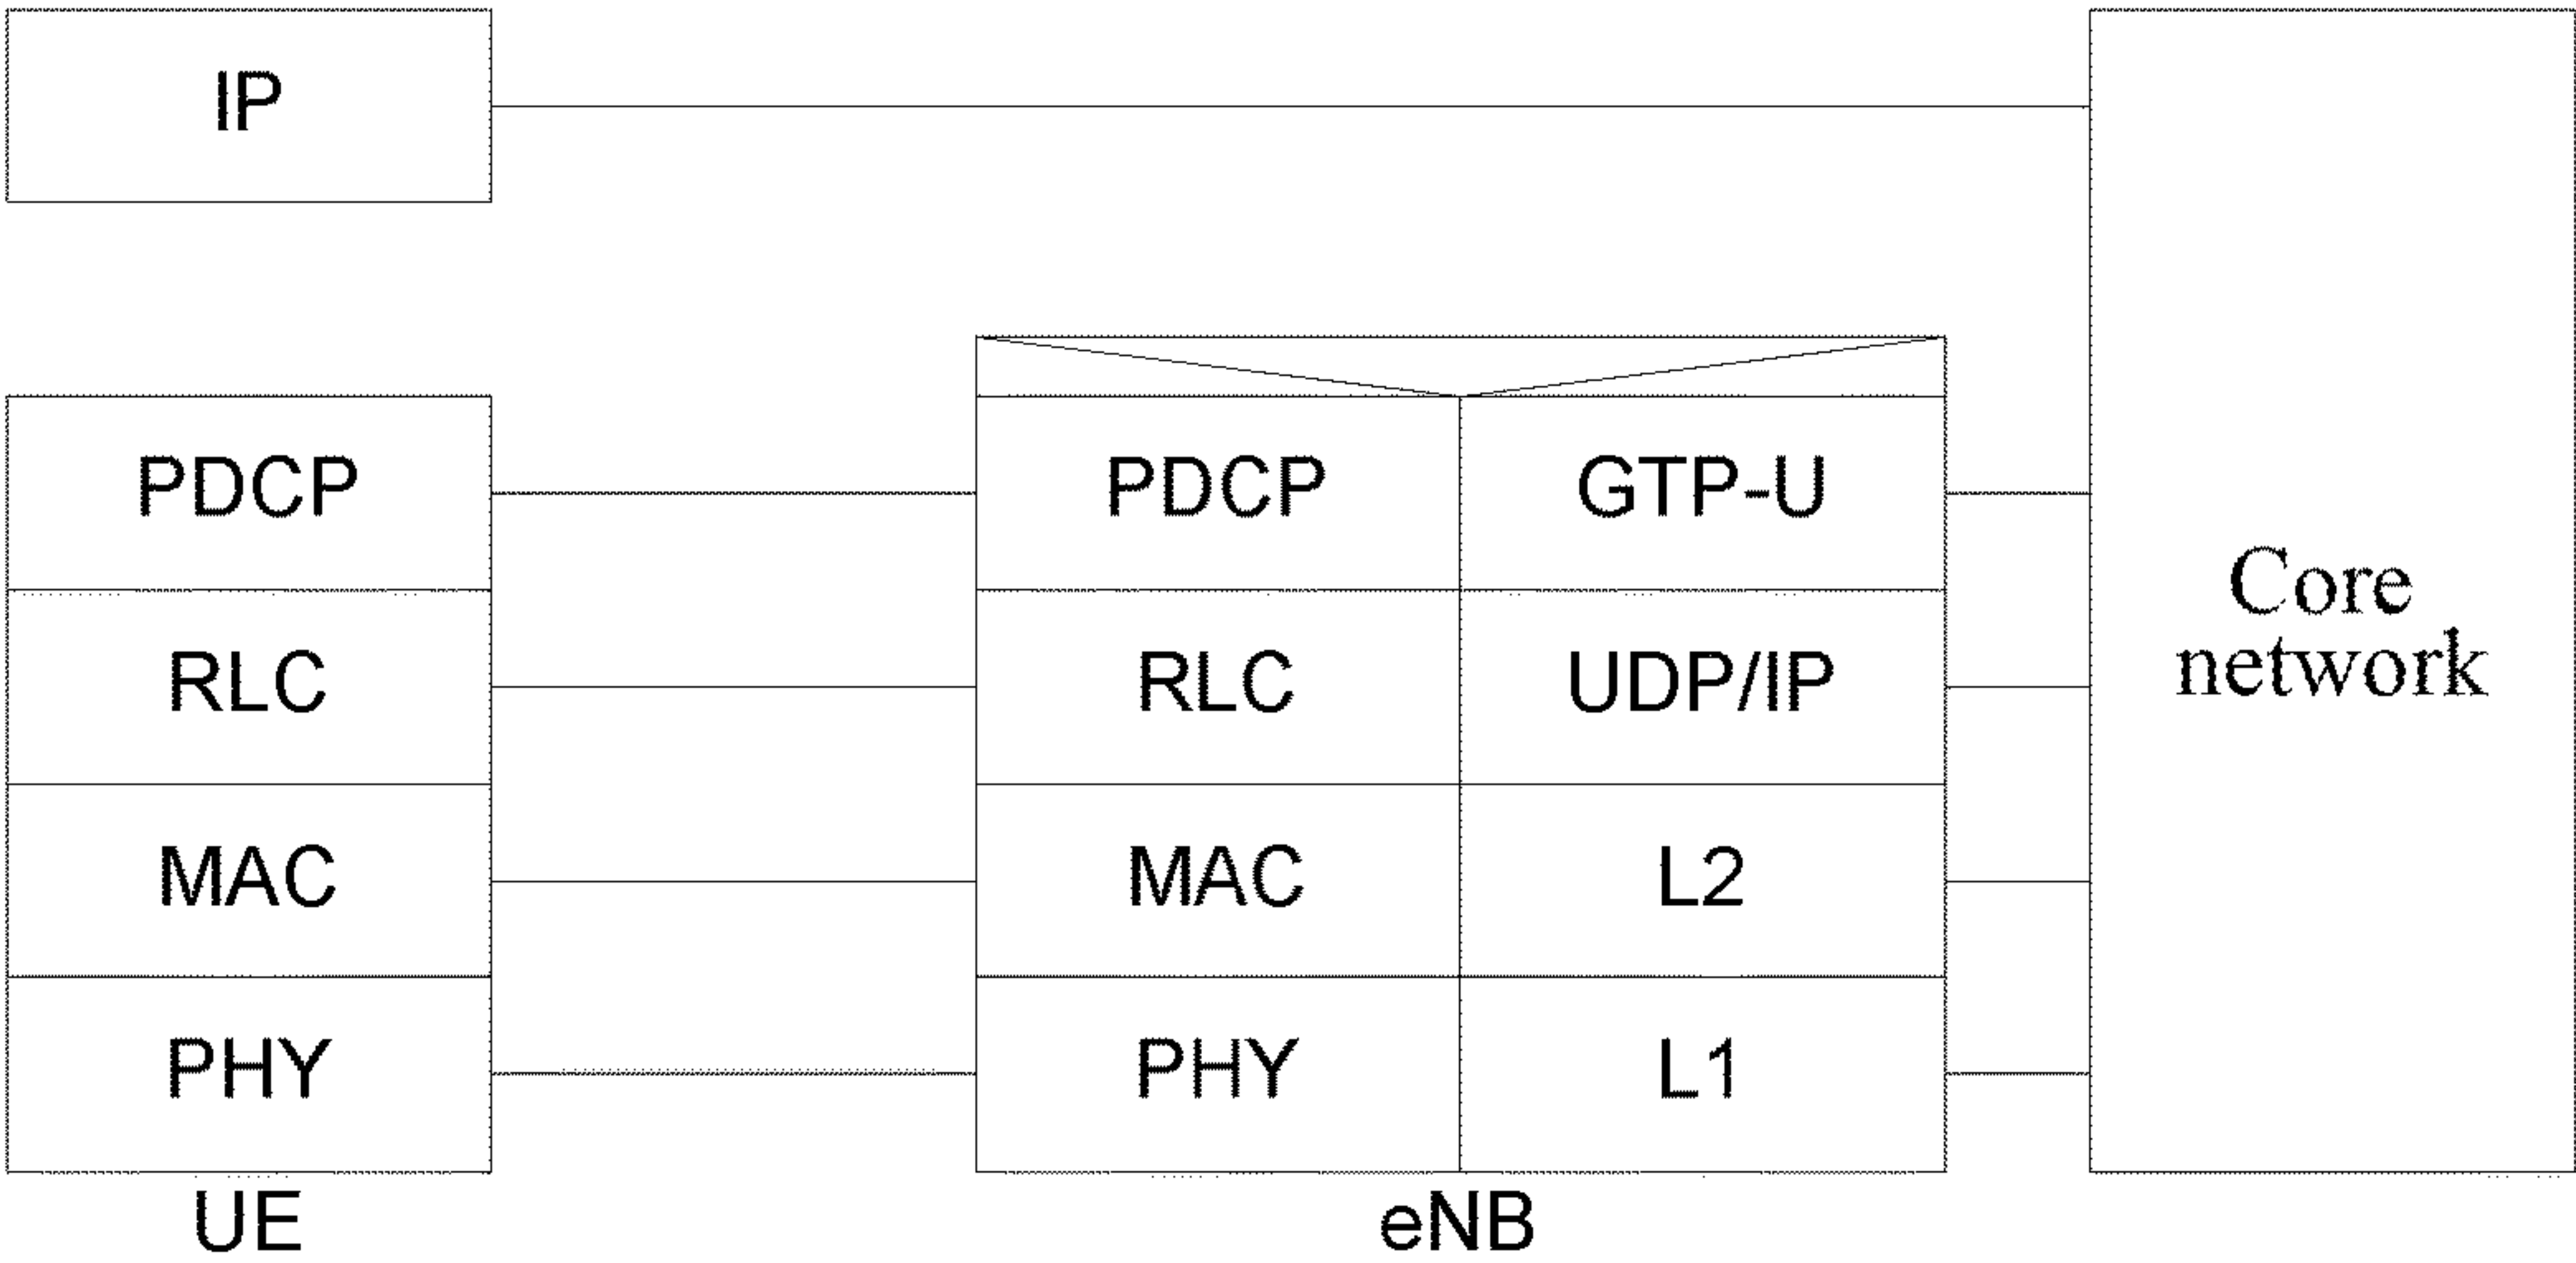 IP
PDCP
PDCP
GTP-U
RLC
RLC
UDP/IP
Core
network
MAC
MAC
L2
PHY
PHY
L1
UE
eNB